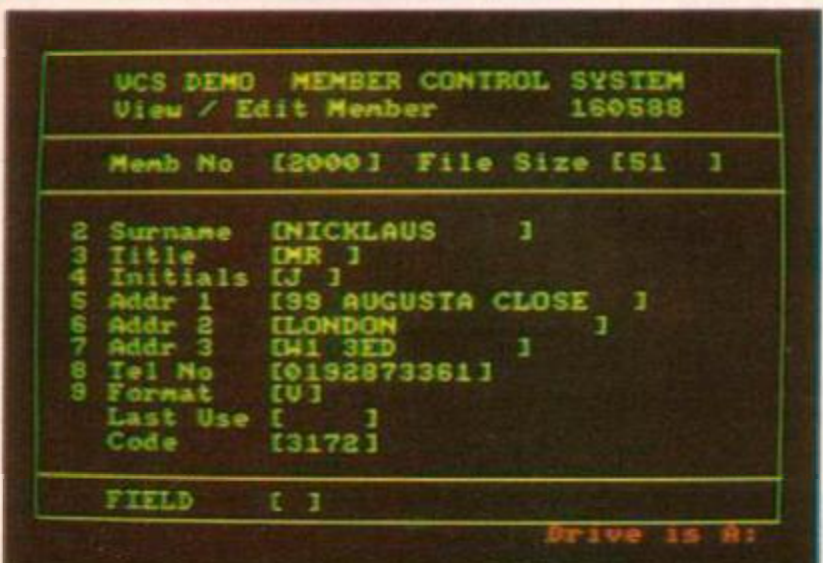 VCS DEMO MEMBER CONTROL SYSTEM
View / Edit Member 160588
Memb No [2000] File Size [51 ]
2 Surname [NICKLAUS ]
3 Title [MR ]
4 Initials [J ]
5 Addr 1 [99 AUGUSTA CLOSE ]
6 Addr 2 [LONDON ]
7 Addr 3 [W1 3ED ]
8 Tel No [0192873361]
9 Format [V]
Last Use [ ]
Code [3172]
FIELD [ ]
Drive is A: